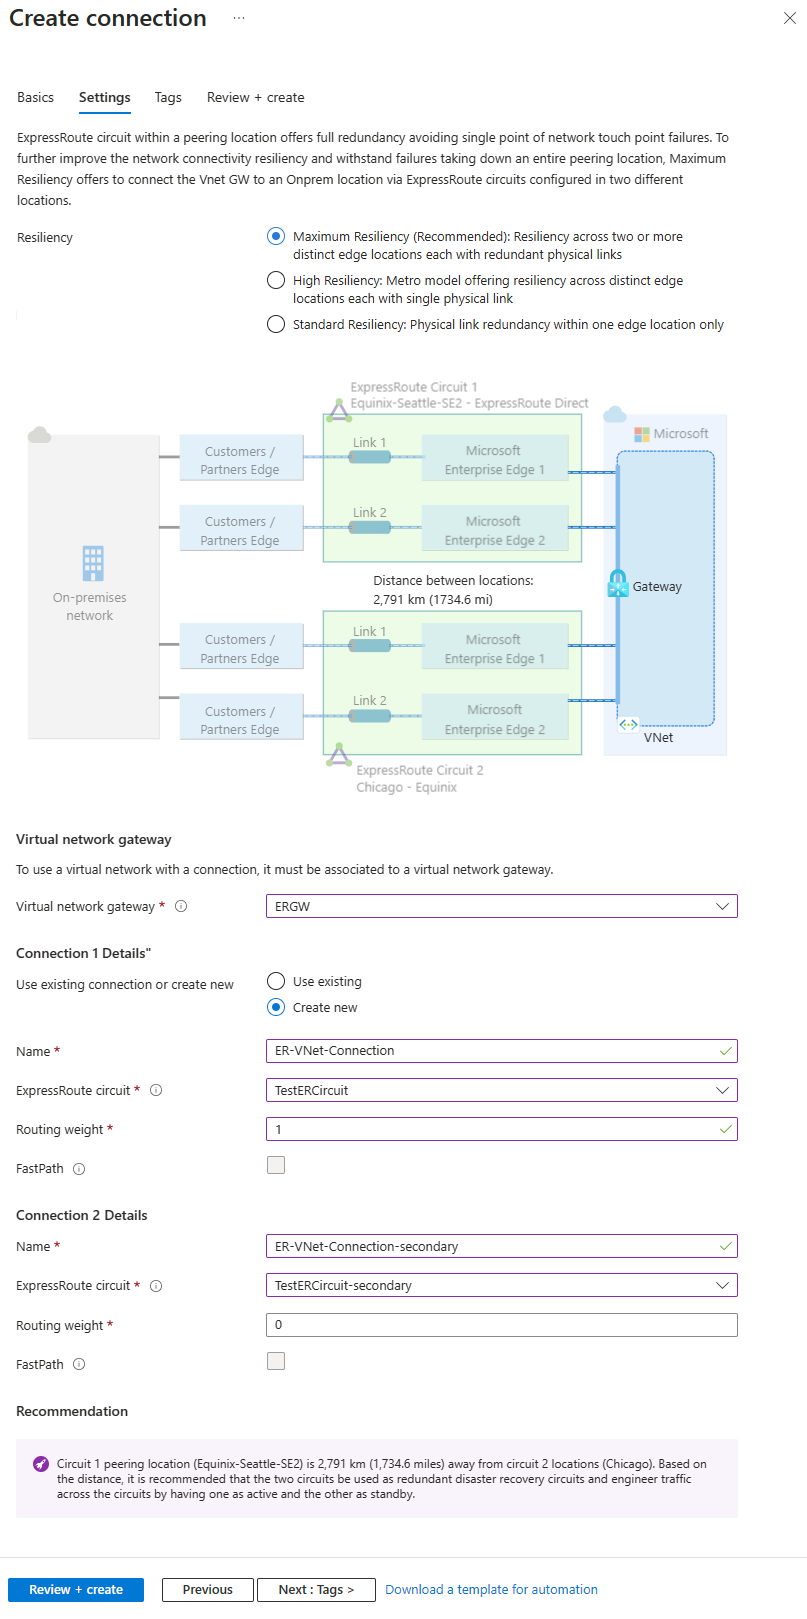 Create connection ...
Basics Settings Tags Review + create
ExpressRoute circuit within a peering location offers full redundancy avoiding single point of network touch point failures. To
further improve the network connectivity resiliency and withstand failures taking down an entire peering location, Maximum
Resiliency offers to connect the Vnet GW to an Onprem location via ExpressRoute circuits configured in two different
locations.
Resiliency
Maximum Resiliency (Recommended): Resiliency across two or more
distinct edge locations each with redundant physical links
High Resiliency: Metro model offering resiliency across distinct edge
locations each with single physical link
Standard Resiliency: Physical link redundancy within one edge location only
ExpressRoute Circuit 1
Equinix-Seattle-SE2 - ExpressRoute Direct
Microsoft
Customers /
Partners Edge
Link 1
Microsoft
Enterprise Edge 1
Customers /
Partners Edge
Link 2
Microsoft
Enterprise Edge 2
On-premises
network
Distance between locations:
2,791 km (1734.6 mi)
Gateway
Customers /
Partners Edge
Link 1
Microsoft
Enterprise Edge 1
Customers /
Partners Edge
Link 2
Microsoft
Enterprise Edge 2
VNet
ExpressRoute Circuit 2
Chicago - Equinix
Virtual network gateway
To use a virtual network with a connection, it must be associated to a virtual network gateway.
Virtual network gateway * ERGW
Connection 1 Details"
Use existing connection or create new
Use existing
Create new
Name * ER-VNet-Connection
ExpressRoute circuit * TestERCircuit
Routing weight * 1
FastPath
Connection 2 Details
Name * ER-VNet-Connection-secondary
ExpressRoute circuit * TestERCircuit-secondary
Routing weight * 0
FastPath
Recommendation
Circuit 1 peering location (Equinix-Seattle-SE2) is 2,791 km (1,734.6 miles) away from circuit 2 locations (Chicago). Based on
the distance, it is recommended that the two circuits be used as redundant disaster recovery circuits and engineer traffic
across the circuits by having one as active and the other as standby.
Review + create Previous Next : Tags > Download a template for automation